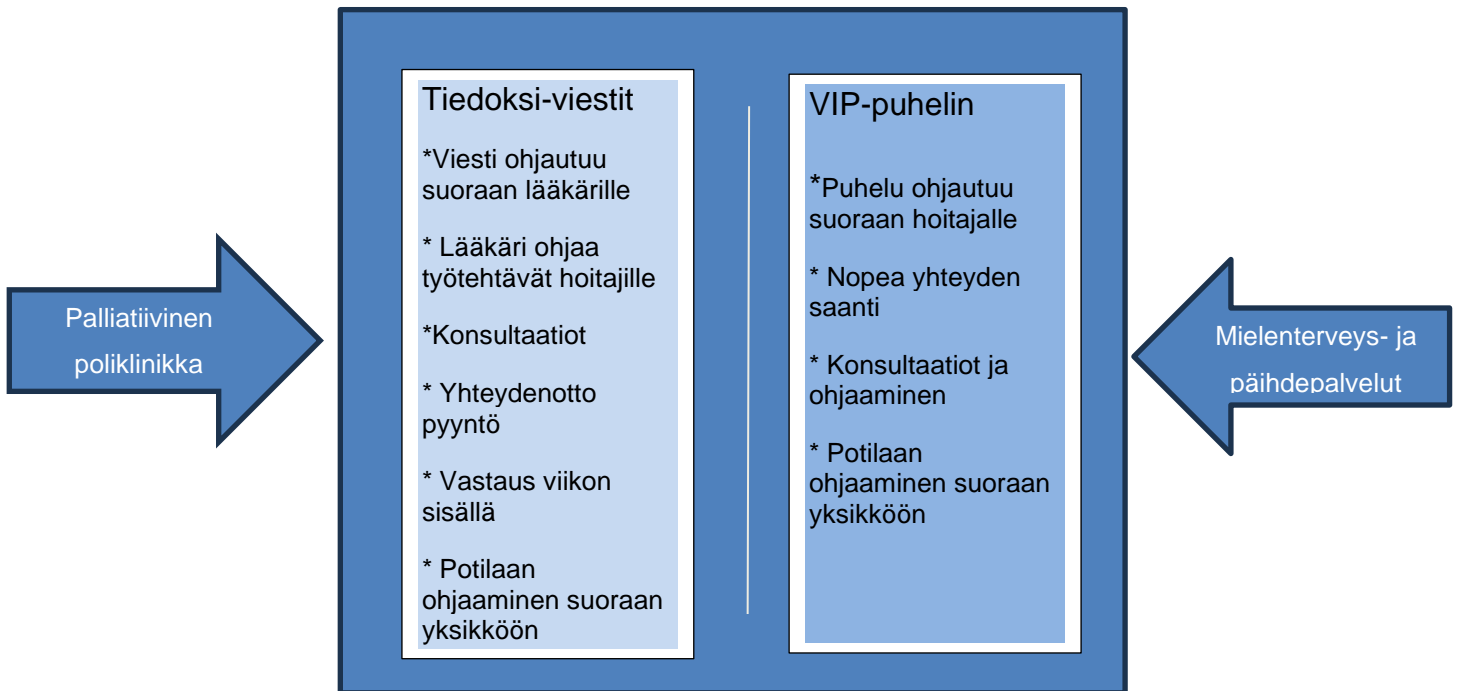 Palliatiivinen
poliklinikka
Tiedoksi-viestit
*Viesti ohjautuu
suoraan lääkärille
* Lääkäri ohjaa
työtehtävät hoitajille
*Konsultaatiot
* Yhteydenotto
pyyntö
* Vastaus viikon
sisällä
* Potilaan
ohjaaminen suoraan
yksikköön
VIP-puhelin
*Puhelu ohjautuu
suoraan hoitajalle
* Nopea yhteyden
saanti
* Konsultaatiot ja
ohjaaminen
* Potilaan
ohjaaminen suoraan
yksikköön
Mielenterveys- ja
päihdepalvelut